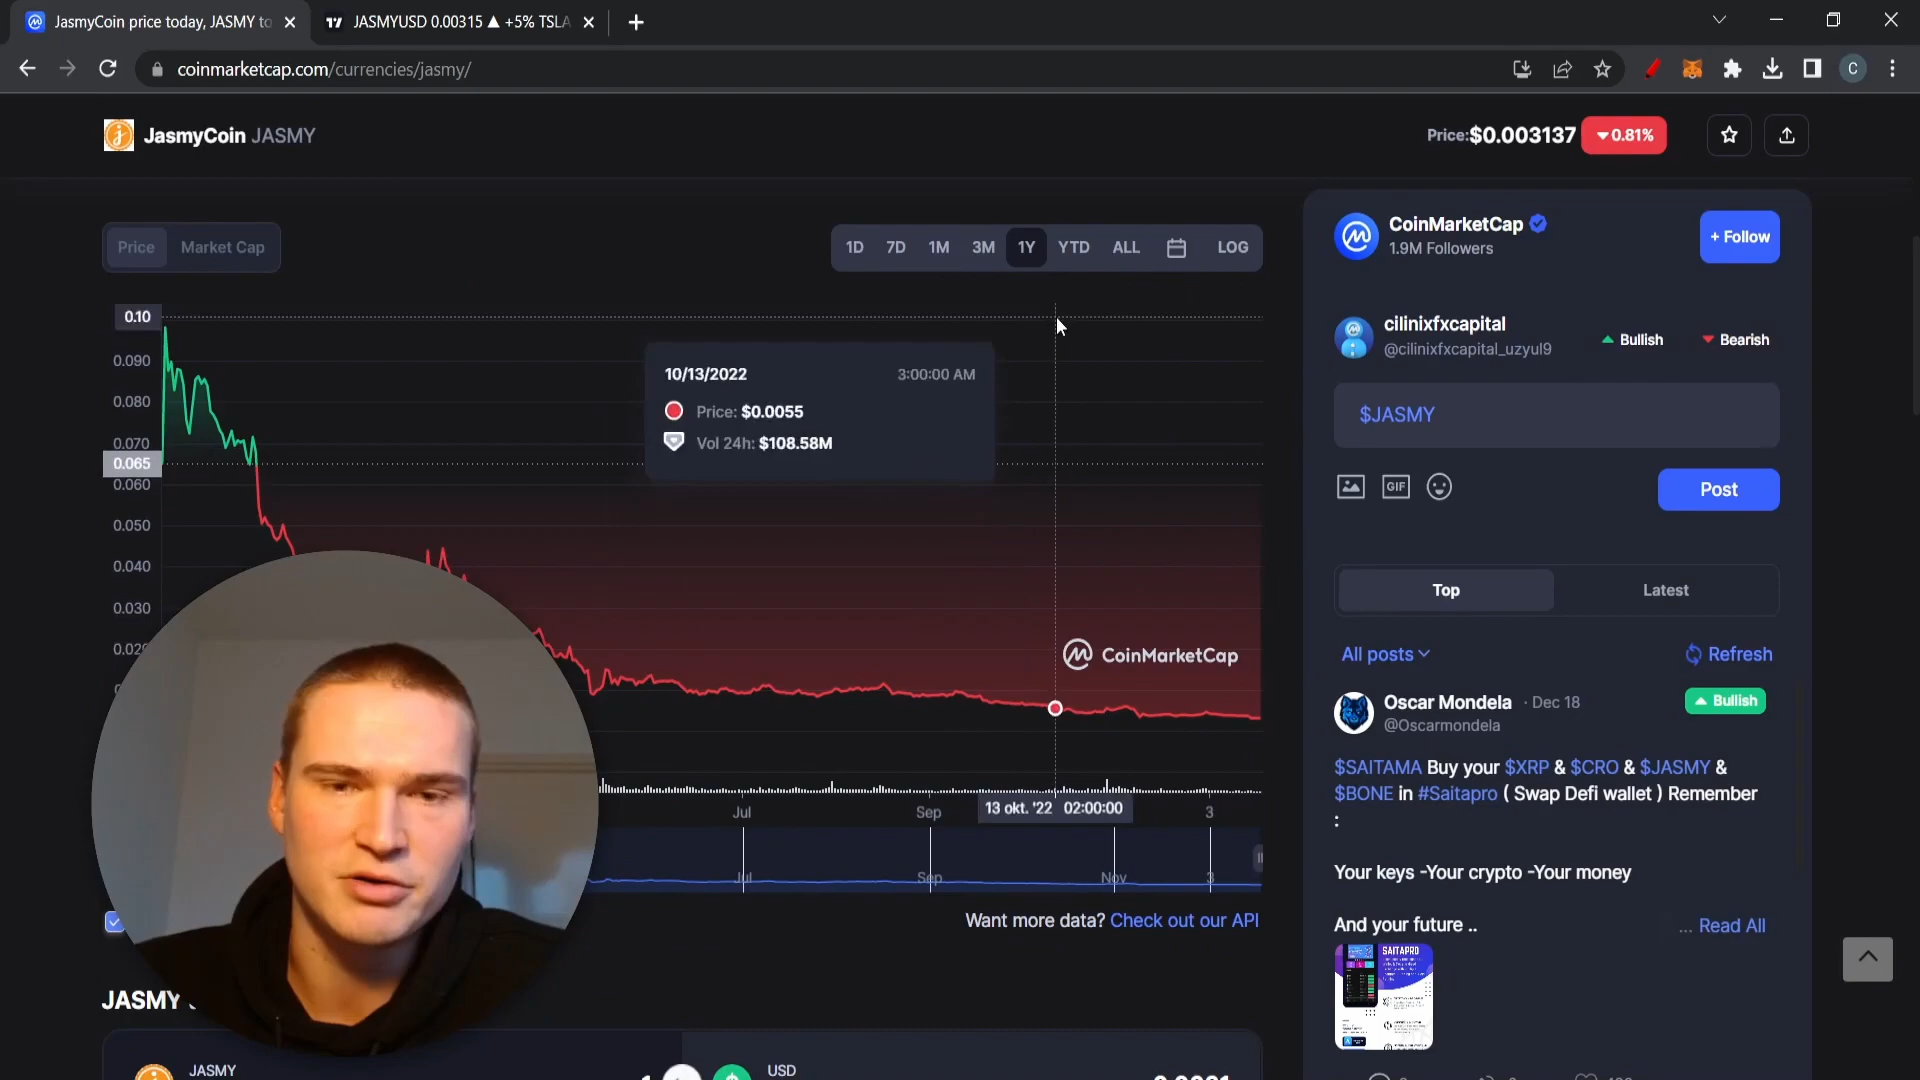 JasmyCoin price today, JASMY to
JASMYUSD 0.00315 ▲ +5% TSLA
coinmarketcap.com/currencies/jasmy/
C
JasmyCoin JASMY
Price:$0.003137
0.81%
Price
Market Cap
1D
7D
1M
3M
1Y
YTD
ALL
LOG
0.10
0.090
0.080
0.070
0.065
0.060
0.050
0.040
0.030
10/13/2022
3:00:00 AM
Price: $0.0055
Vol 24h: $108.58M
CoinMarketCap
Jul
Sep
13 okt. '22 02:00:00
3
Jul
Sep
Nov
3
Want more data? Check out our API
JASMY
JASMY
USD
CoinMarketCap
1.9M Followers
+ Follow
cilinixfxcapital
@cilinixfxcapital_uzyul9
Bullish
Bearish
$JASMY
GIF
Post
Top
Latest
All posts
Refresh
Oscar Mondela · Dec 18
@Oscarmondela
Bullish
$SAITAMA Buy your $XRP & $CRO & $JASMY &
$BONE in #Saitapro ( Swap Defi wallet ) Remember
:
Your keys -Your crypto -Your money
And your future ..
... Read All
SAITAPRO